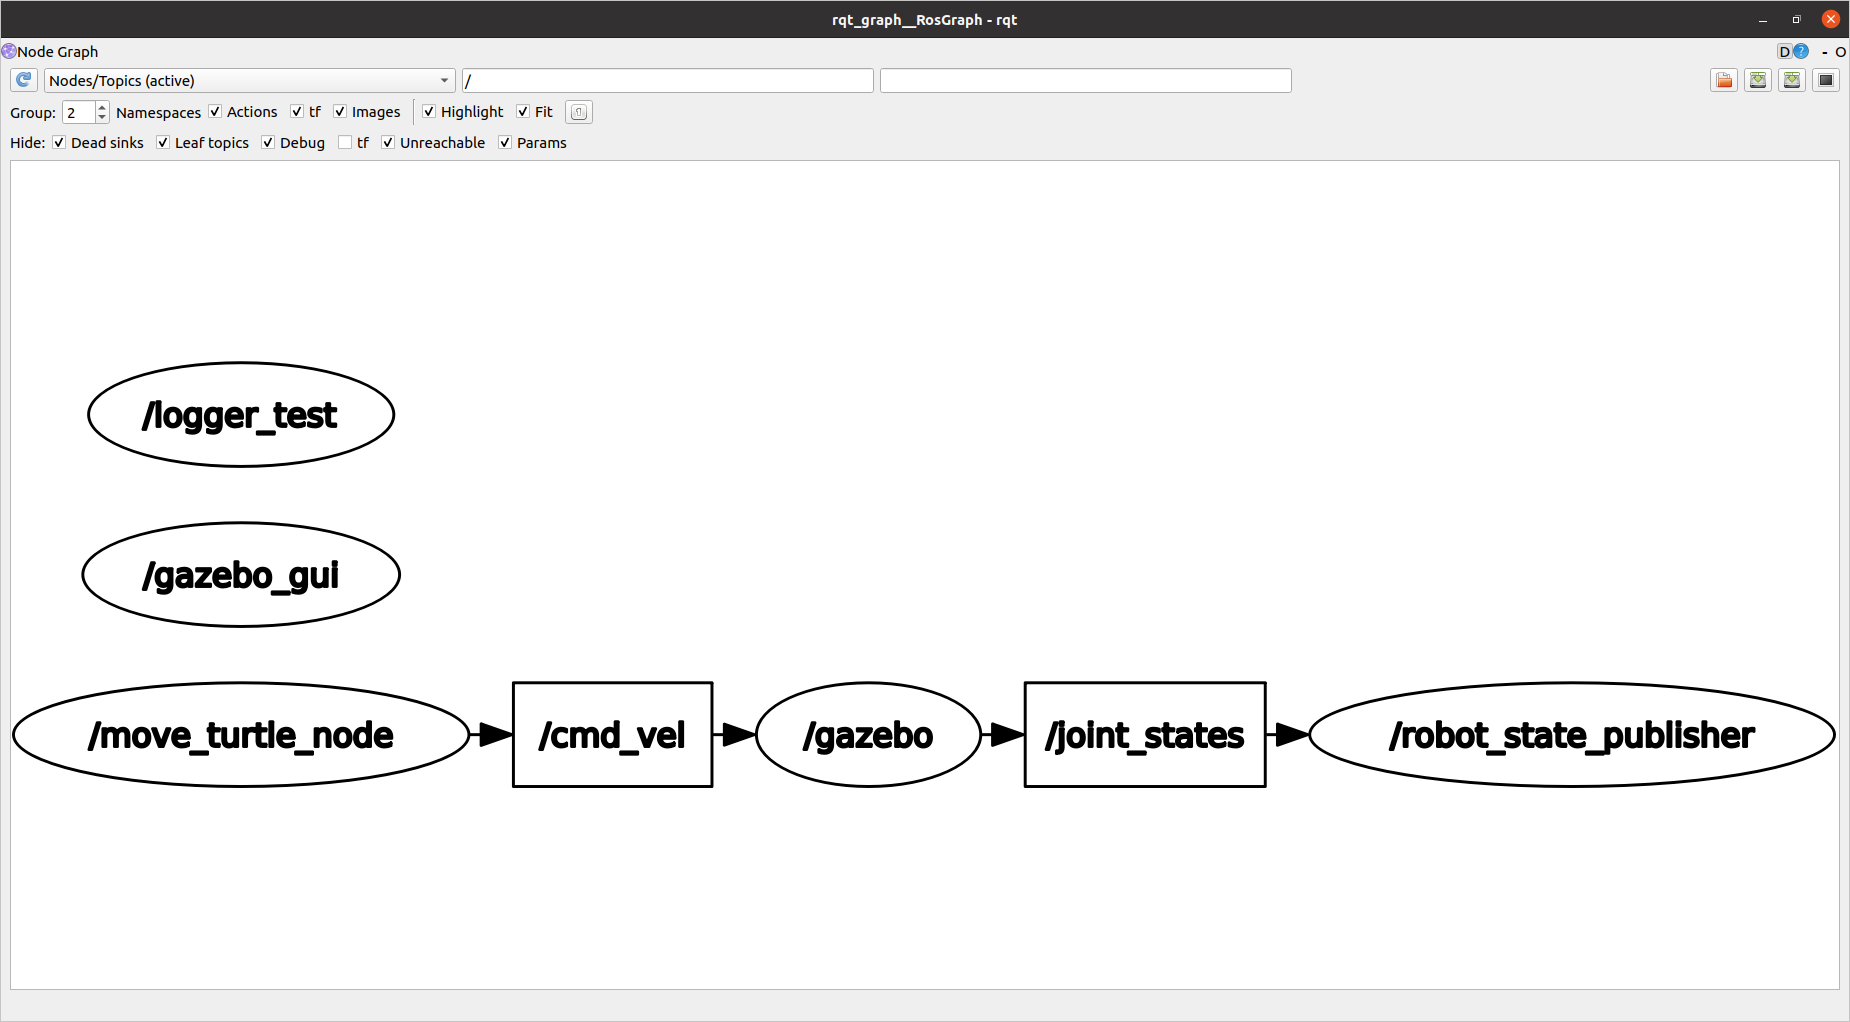 rqt_graph__RosGraph - rqt
Node Graph
D ? - O
Nodes/Topics (active) /
Group: 2 Namespaces Actions tf Images Highlight Fit
Hide: Dead sinks Leaf topics Debug tf Unreachable Params
/logger_test
/gazebo_gui
/move_turtle_node /cmd_vel /gazebo /joint_states /robot_state_publisher